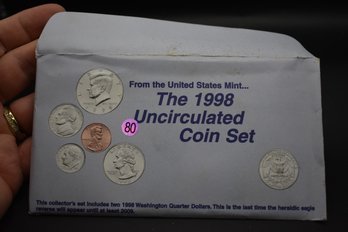 From the United States Mint...
The 1998
Uncirculated
Coin Set
80
This collector's set includes two 1998 Washington Quarter Dollars. This is the last time the heraldic eagle
reverse will appear until at least 2009.